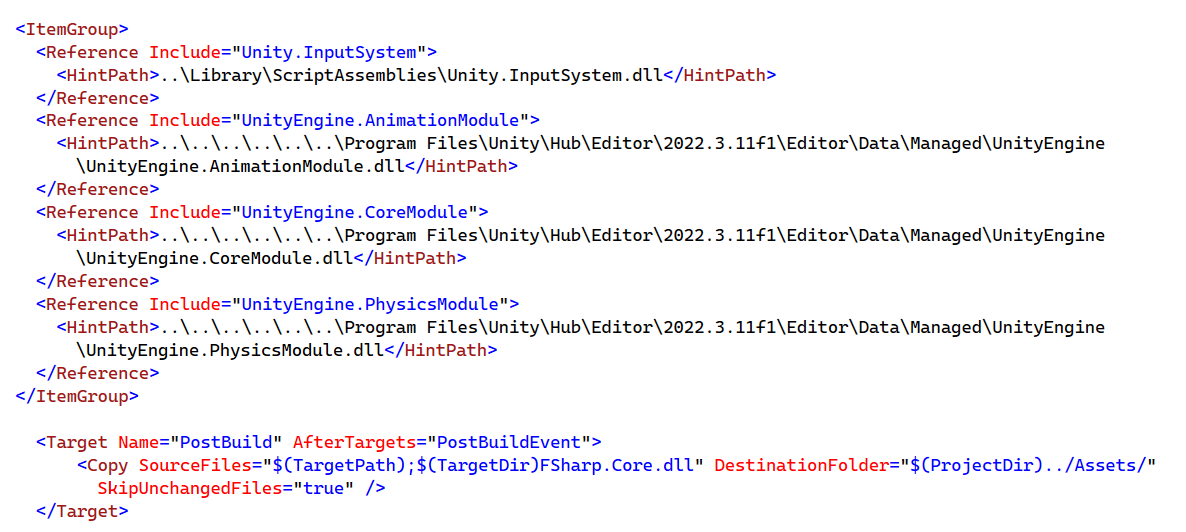 <ItemGroup>
  <Reference Include="Unity.InputSystem">
    <HintPath>..\Library\ScriptAssemblies\Unity.InputSystem.dll</HintPath>
  </Reference>
  <Reference Include="UnityEngine.AnimationModule">
    <HintPath>..\..\..\..\..\..\Program Files\Unity\Hub\Editor\2022.3.11f1\Editor\Data\Managed\UnityEngine
      \UnityEngine.AnimationModule.dll</HintPath>
  </Reference>
  <Reference Include="UnityEngine.CoreModule">
    <HintPath>..\..\..\..\..\..\Program Files\Unity\Hub\Editor\2022.3.11f1\Editor\Data\Managed\UnityEngine
      \UnityEngine.CoreModule.dll</HintPath>
  </Reference>
  <Reference Include="UnityEngine.PhysicsModule">
    <HintPath>..\..\..\..\..\..\Program Files\Unity\Hub\Editor\2022.3.11f1\Editor\Data\Managed\UnityEngine
      \UnityEngine.PhysicsModule.dll</HintPath>
  </Reference>
</ItemGroup>

  <Target Name="PostBuild" AfterTargets="PostBuildEvent">
      <Copy SourceFiles="$(TargetPath);$(TargetDir)FSharp.Core.dll" DestinationFolder="$(ProjectDir)../Assets/"
        SkipUnchangedFiles="true" />
  </Target>